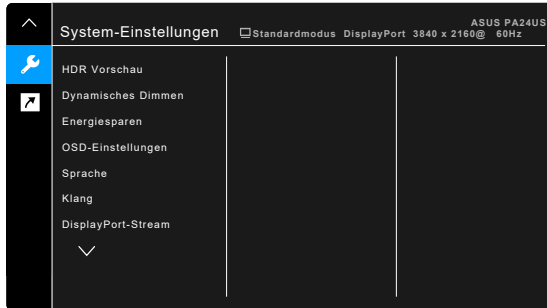 ASUS PA24US
System-Einstellungen
Standardmodus DisplayPort 3840 x 2160@ 60Hz
HDR Vorschau
Dynamisches Dimmen
Energiesparen
OSD-Einstellungen
Sprache
Klang
DisplayPort-Stream